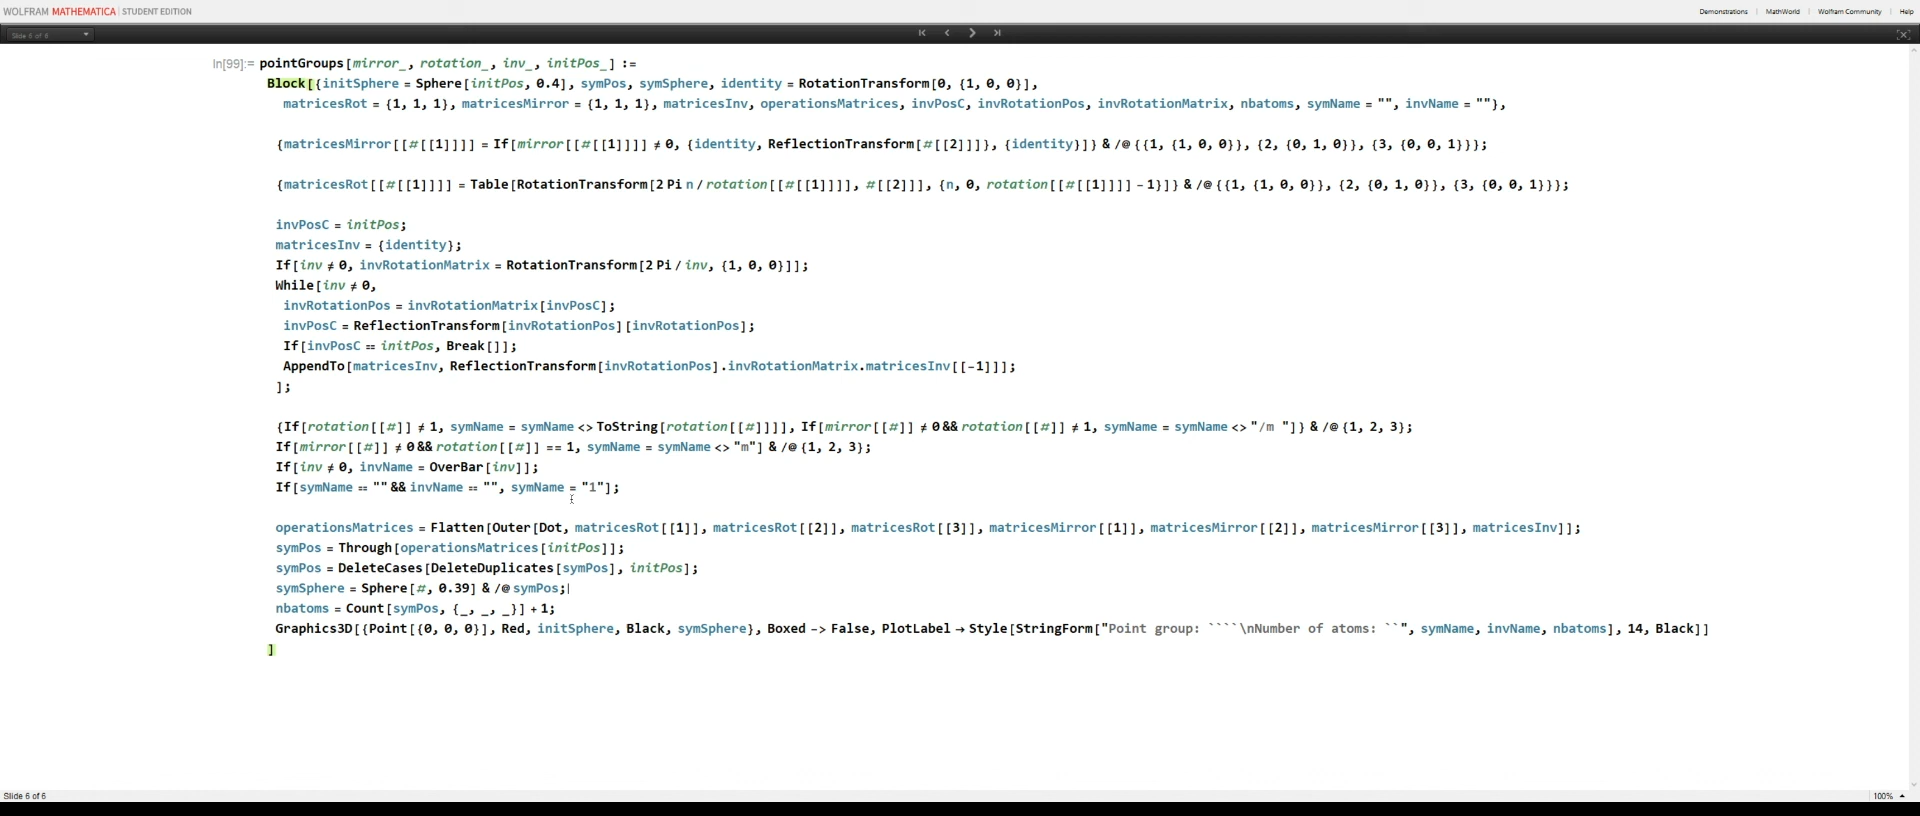 WOLFRAM MATHEMATICA | STUDENT EDITION
Demonstrations | MathWorld | Wolfram Community | Help
Slide 6 of 6
In[99]:= pointGroups[mirror_, rotation_, inv_, initPos_] :=
Block[{initSphere = Sphere[initPos, 0.4], symPos, symSphere, identity = RotationTransform[0, {1, 0, 0}],
matricesRot = {1, 1, 1}, matricesMirror = {1, 1, 1}, matricesInv, operationsMatrices, invPosC, invRotationPos, invRotationMatrix, nbatoms, symName = "", invName = ""},
{matricesMirror[[#[[1]]]] = If[mirror[[#[[1]]]] ≠ 0, {identity, ReflectionTransform[#[[2]]]}, {identity}]} & /@ {{1, {1, 0, 0}}, {2, {0, 1, 0}}, {3, {0, 0, 1}}};
{matricesRot[[#[[1]]]] = Table[RotationTransform[2 Pi n / rotation[[#[[1]]]], #[[2]]], {n, 0, rotation[[#[[1]]]] - 1}]} & /@ {{1, {1, 0, 0}}, {2, {0, 1, 0}}, {3, {0, 0, 1}}};
invPosC = initPos;
matricesInv = {identity};
If[inv ≠ 0, invRotationMatrix = RotationTransform[2 Pi / inv, {1, 0, 0}]];
While[inv ≠ 0,
invRotationPos = invRotationMatrix[invPosC];
invPosC = ReflectionTransform[invRotationPos][invRotationPos];
If[invPosC == initPos, Break[]];
AppendTo[matricesInv, ReflectionTransform[invRotationPos].invRotationMatrix.matricesInv[[-1]]];
];
{If[rotation[[#]] ≠ 1, symName = symName <> ToString[rotation[[#]]]], If[mirror[[#]] ≠ 0 && rotation[[#]] ≠ 1, symName = symName <> "/m "]} & /@ {1, 2, 3};
If[mirror[[#]] ≠ 0 && rotation[[#]] == 1, symName = symName <> "m"] & /@ {1, 2, 3};
If[inv ≠ 0, invName = OverBar[inv]];
If[symName == "" && invName == "", symName = "1"];
operationsMatrices = Flatten[Outer[Dot, matricesRot[[1]], matricesRot[[2]], matricesRot[[3]], matricesMirror[[1]], matricesMirror[[2]], matricesMirror[[3]], matricesInv]];
symPos = Through[operationsMatrices[initPos]];
symPos = DeleteCases[DeleteDuplicates[symPos], initPos];
symSphere = Sphere[#, 0.39] & /@ symPos;
nbatoms = Count[symPos, {_, _, _}] + 1;
Graphics3D[{Point[{0, 0, 0}], Red, initSphere, Black, symSphere}, Boxed -> False, PlotLabel → Style[StringForm["Point group: ````\nNumber of atoms: ``", symName, invName, nbatoms], 14, Black]]
]
Slide 6 of 6
100%